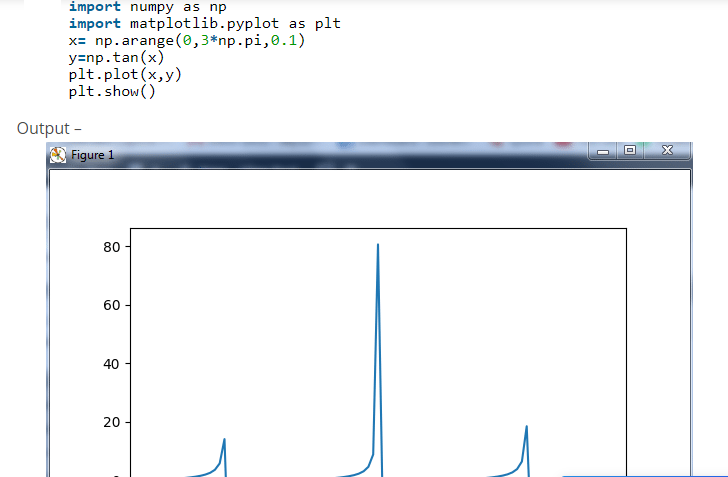 import numpy as np
import matplotlib.pyplot as plt
x= np.arange(0,3*np.pi,0.1)
y=np.tan(x)
plt.plot(x,y)
plt.show()
Output –
Figure 1
80
60
40
20